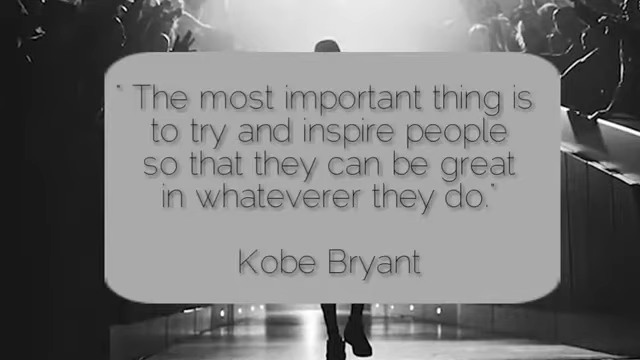 " The most important thing is
to try and inspire people
so that they can be great
in whateverer they do."
Kobe Bryant